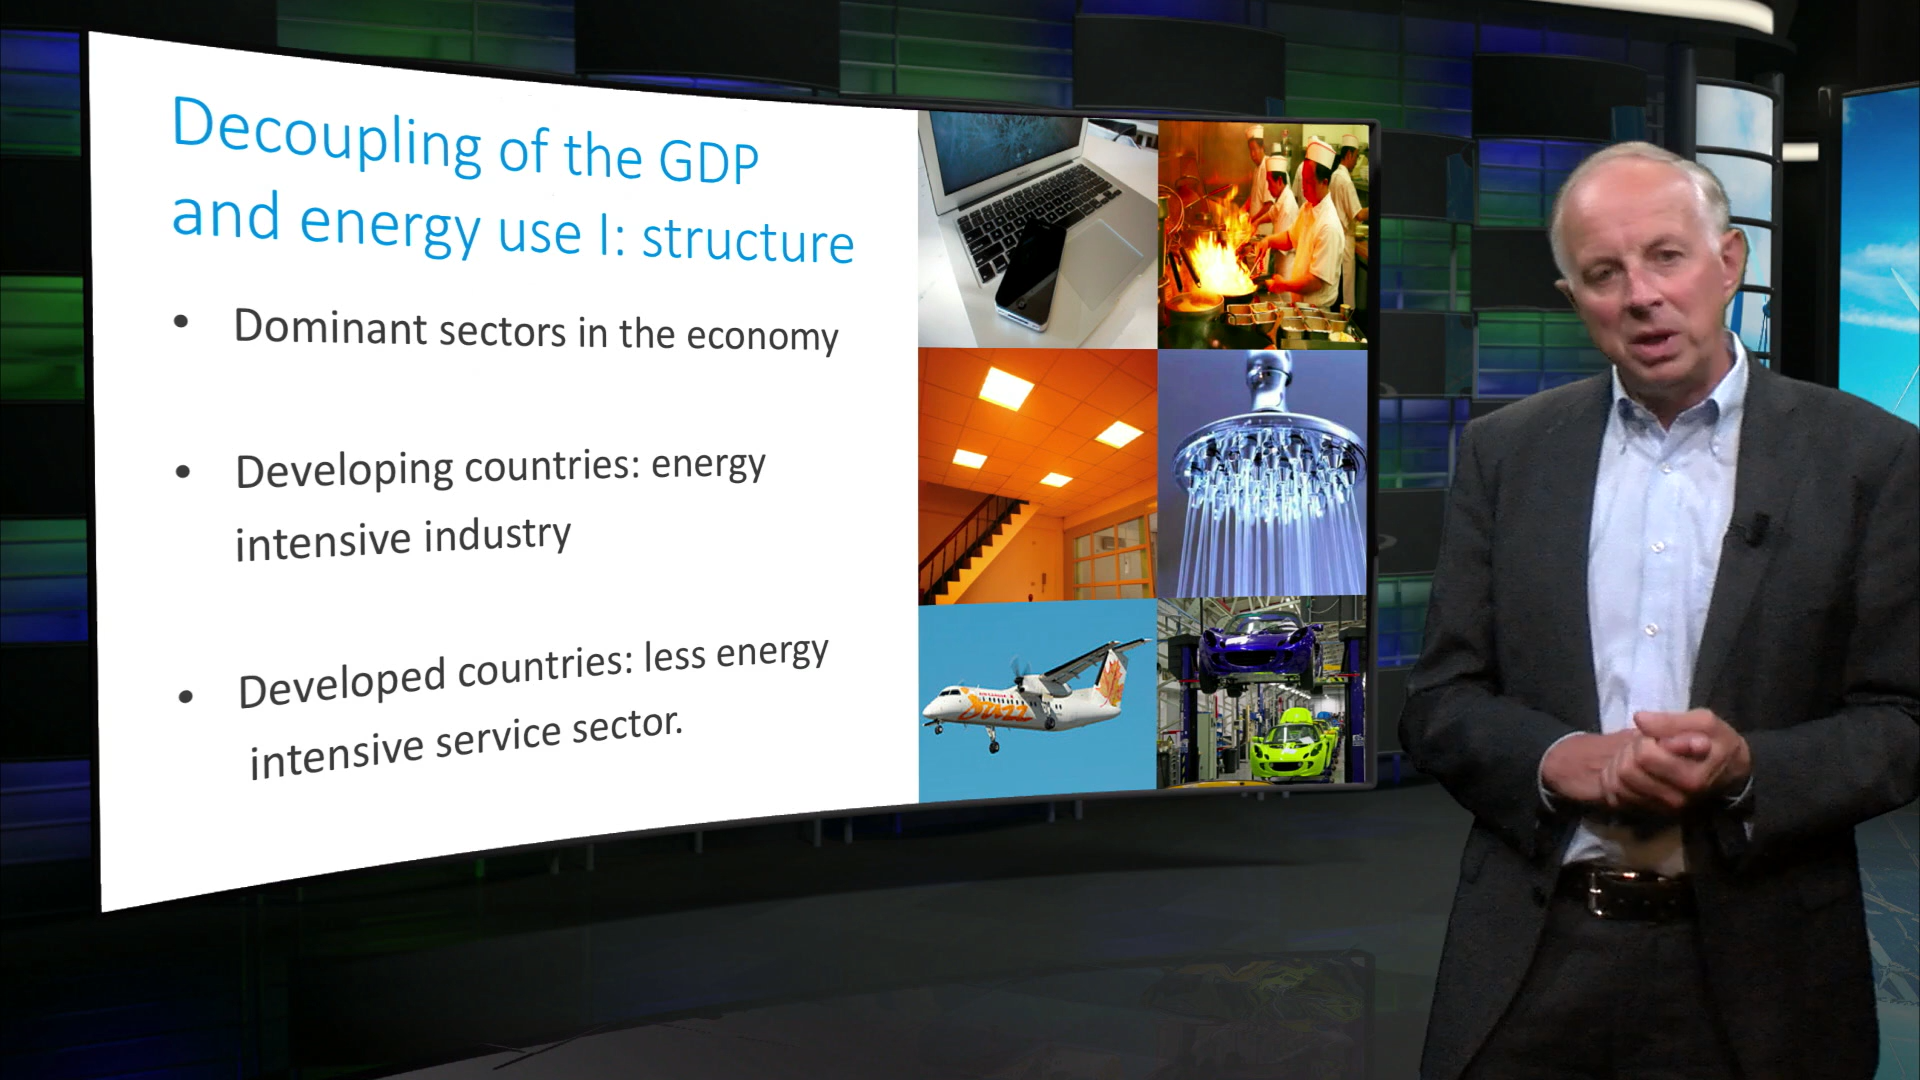 Decoupling of the GDP
and energy use I: structure
• Dominant sectors in the economy
• Developing countries: energy
intensive industry
• Developed countries: less energy
intensive service sector.
Jazz